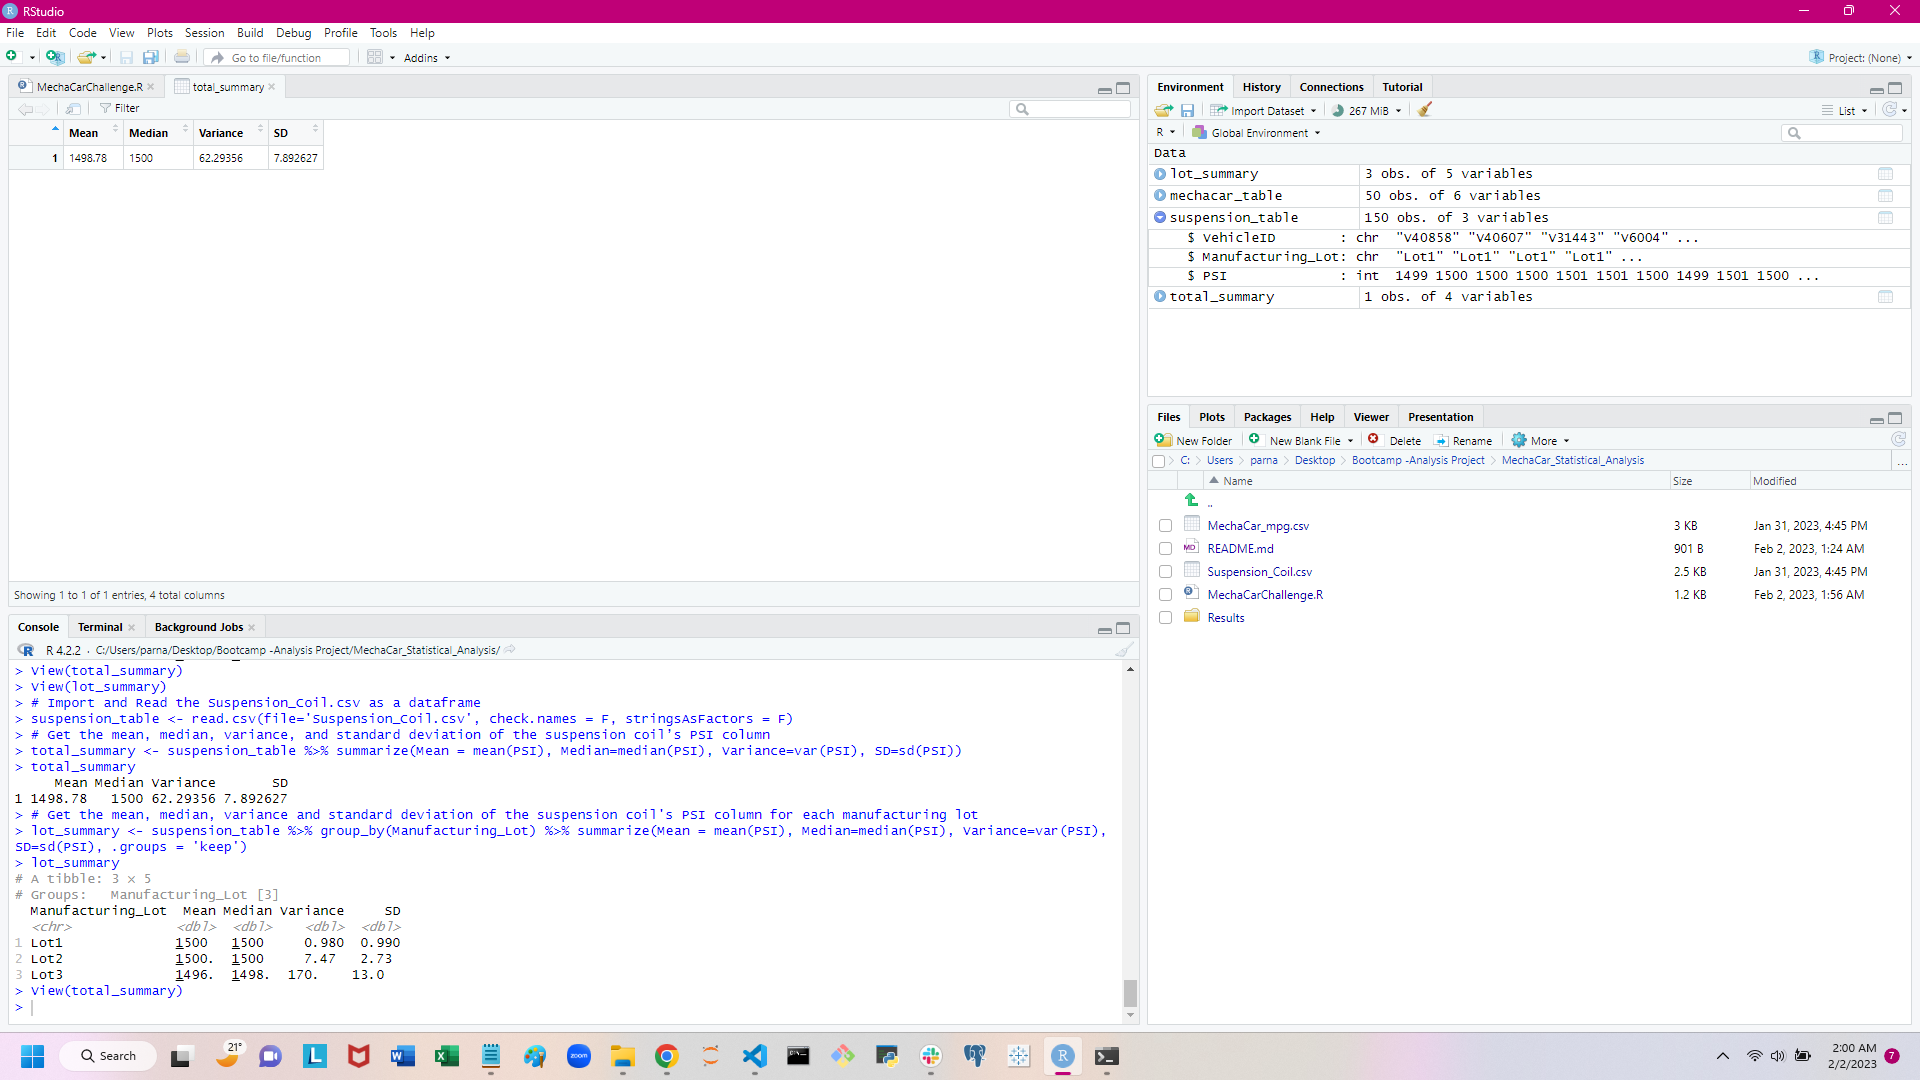 RStudio
File Edit Code View Plots Session Build Debug Profile Tools Help
Go to file/function Addins Project: (None)
MechaCarChallenge.R total_summary
Filter
Mean Median Variance SD
1 1498.78 1500 62.29356 7.892627
Showing 1 to 1 of 1 entries, 4 total columns
Console Terminal Background Jobs
R 4.2.2 · C:/Users/parna/Desktop/Bootcamp -Analysis Project/MechaCar_Statistical_Analysis/
> View(total_summary)
> View(lot_summary)
> # Import and Read the Suspension_Coil.csv as a dataframe
> suspension_table <- read.csv(file='Suspension_Coil.csv', check.names = F, stringsAsFactors = F)
> # Get the mean, median, variance, and standard deviation of the suspension coil's PSI column
> total_summary <- suspension_table %>% summarize(Mean = mean(PSI), Median=median(PSI), Variance=var(PSI), SD=sd(PSI))
> total_summary
Mean Median Variance SD
1 1498.78 1500 62.29356 7.892627
> # Get the mean, median, variance and standard deviation of the suspension coil's PSI column for each manufacturing lot
> lot_summary <- suspension_table %>% group_by(Manufacturing_Lot) %>% summarize(Mean = mean(PSI), Median=median(PSI), Variance=var(PSI),
SD=sd(PSI), .groups = 'keep')
> lot_summary
# A tibble: 3 × 5
# Groups: Manufacturing_Lot [3]
Manufacturing_Lot Mean Median Variance SD
<chr> <dbl> <dbl> <dbl> <dbl>
1 Lot1 1500 1500 0.980 0.990
2 Lot2 1500. 1500 7.47 2.73
3 Lot3 1496. 1498. 170. 13.0
> View(total_summary)
>
Environment History Connections Tutorial
Import Dataset 267 MiB List
R Global Environment
Data
lot_summary 3 obs. of 5 variables
mechacar_table 50 obs. of 6 variables
suspension_table 150 obs. of 3 variables
$ VehicleID : chr "V40858" "V40607" "V31443" "V6004" ...
$ Manufacturing_Lot: chr "Lot1" "Lot1" "Lot1" "Lot1" ...
$ PSI : int 1499 1500 1500 1500 1501 1501 1500 1499 1501 1500 ...
total_summary 1 obs. of 4 variables
Files Plots Packages Help Viewer Presentation
New Folder New Blank File Delete Rename More
C: Users parna Desktop Bootcamp -Analysis Project MechaCar_Statistical_Analysis ...
Name Size Modified
..
MechaCar_mpg.csv 3 KB Jan 31, 2023, 4:45 PM
README.md 901 B Feb 2, 2023, 1:24 AM
Suspension_Coil.csv 2.5 KB Jan 31, 2023, 4:45 PM
MechaCarChallenge.R 1.2 KB Feb 2, 2023, 1:56 AM
Results
Search 21° zoom 2:00 AM
2/2/2023 7